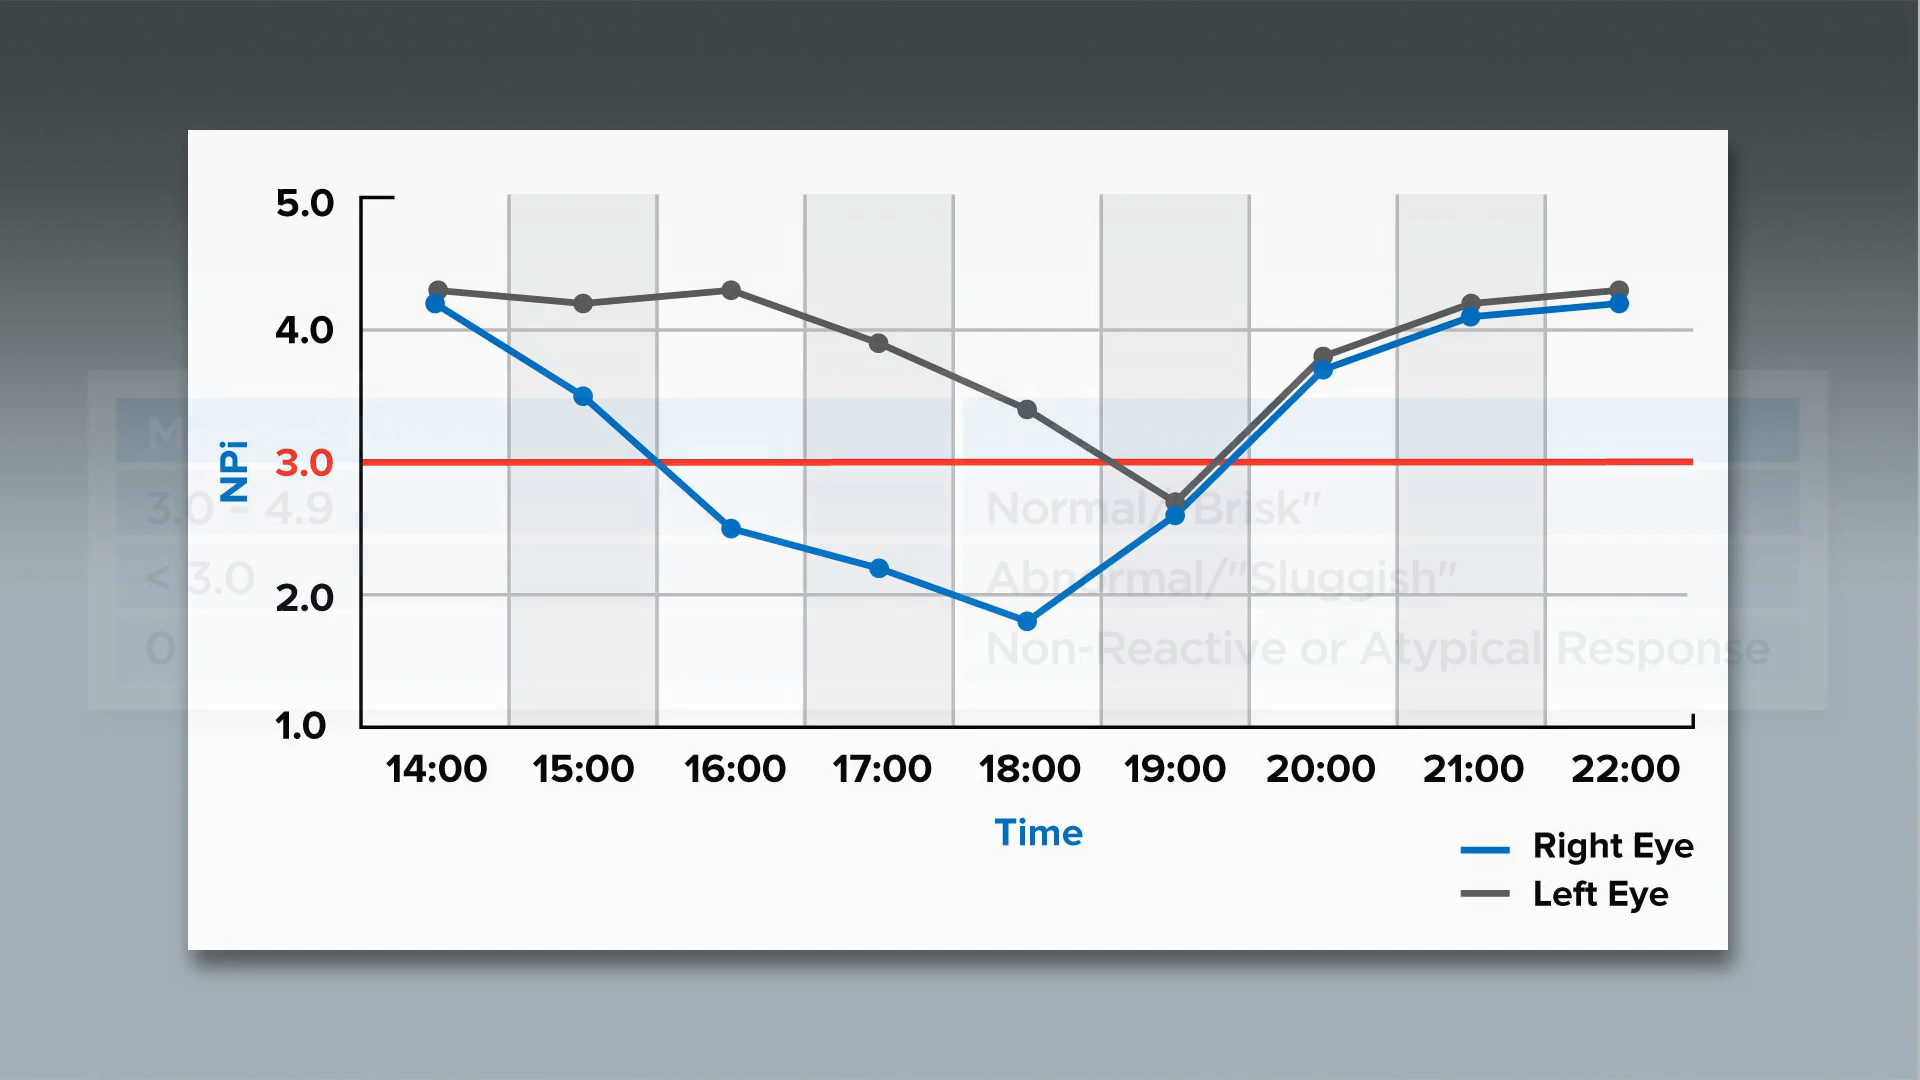 5.0
4.0
NPi
3.0
2.0
1.0
14:00 15:00 16:00 17:00 18:00 19:00 20:00 21:00 22:00
Time
Right Eye
Left Eye
3.0 - 4.9 Normal/"Brisk"
< 3.0 Abnormal/"Sluggish"
0 Non-Reactive or Atypical Response